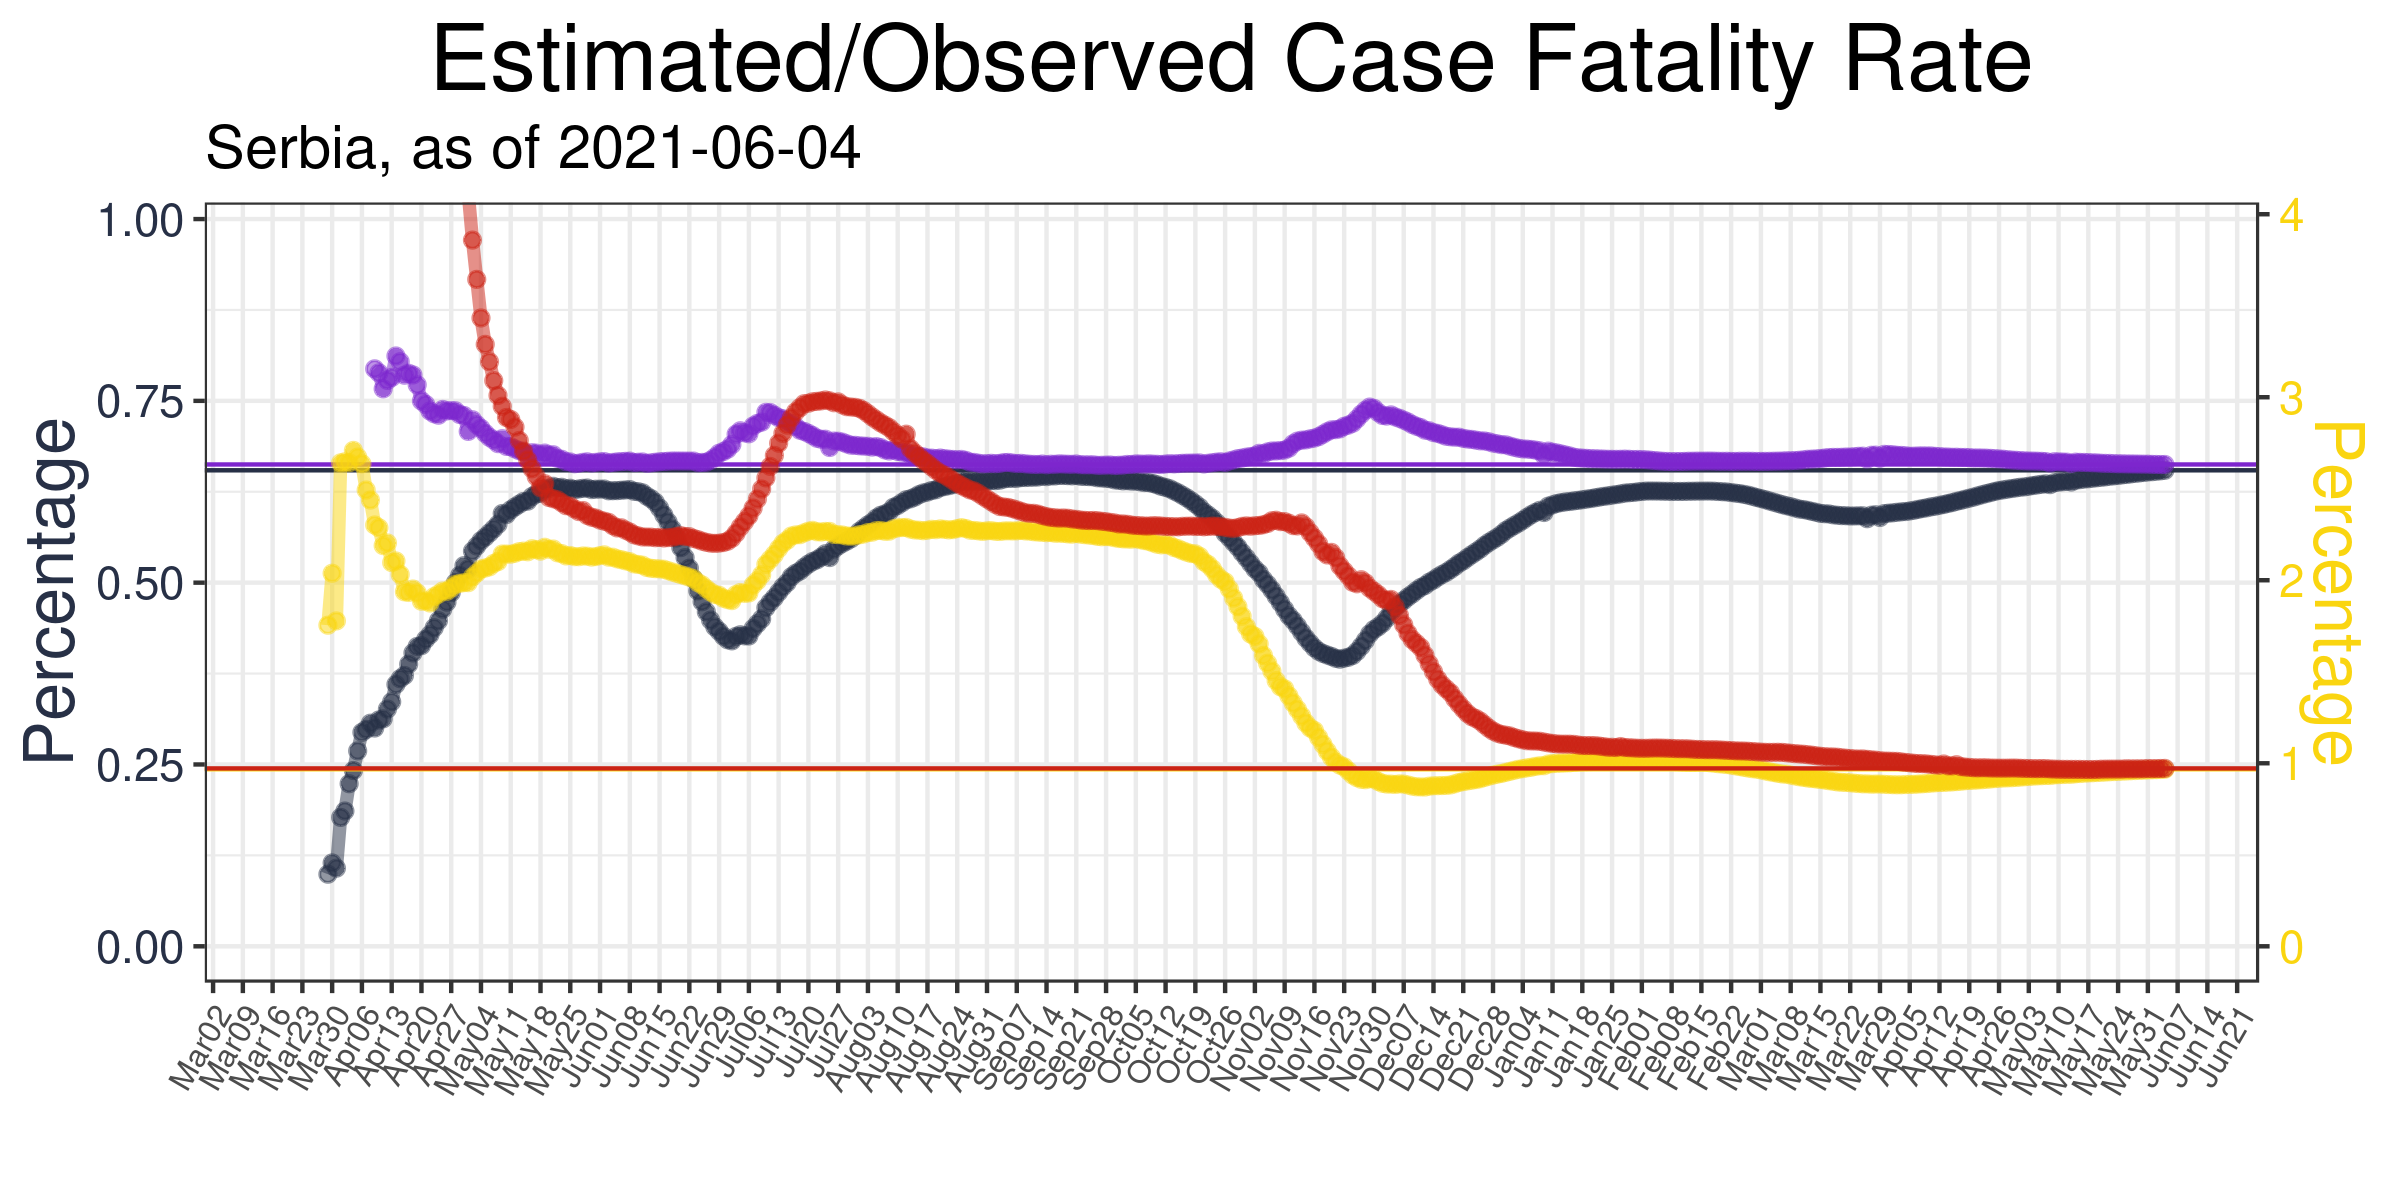 Estimated/Observed Case Fatality Rate
Serbia, as of 2021-06-04
Percentage
1.00
0.75
0.50
0.25
0.00
4
3
2
1
0
Percentage
Mar02
Mar09
Mar16
Mar23
Mar30
Apr06
Apr13
Apr20
Apr27
May04
May11
May18
May25
Jun01
Jun08
Jun15
Jun22
Jun29
Jul06
Jul13
Jul20
Jul27
Aug03
Aug10
Aug17
Aug24
Aug31
Sep07
Sep14
Sep21
Sep28
Oct05
Oct12
Oct19
Oct26
Nov02
Nov09
Nov16
Nov23
Nov30
Dec07
Dec14
Dec21
Dec28
Jan04
Jan11
Jan18
Jan25
Feb01
Feb08
Feb15
Feb22
Mar01
Mar08
Mar15
Mar22
Mar29
Apr05
Apr12
Apr19
Apr26
May03
May10
May17
May24
May31
Jun07
Jun14
Jun21